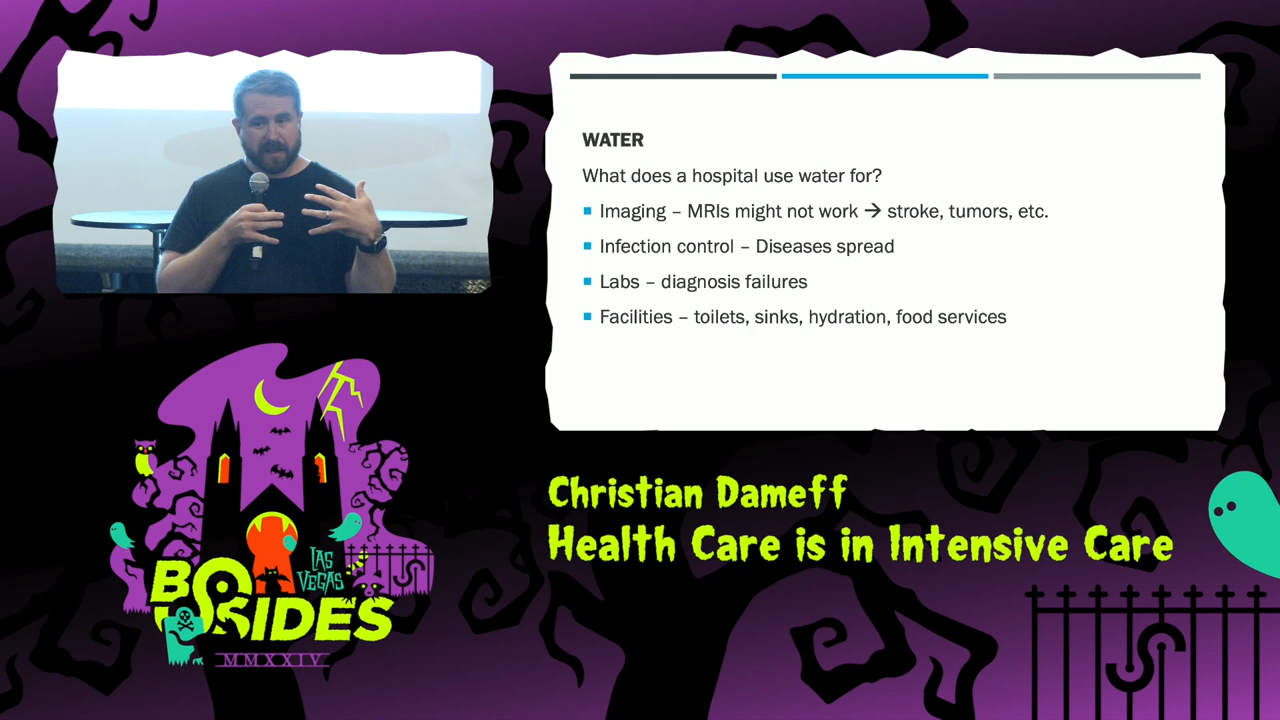 WATER
What does a hospital use water for?
Imaging – MRIs might not work → stroke, tumors, etc.
Infection control – Diseases spread
Labs – diagnosis failures
Facilities – toilets, sinks, hydration, food services
Christian Dameff
Health Care is in Intensive Care
LAS
VEGAS
BSIDES
MMXXIV